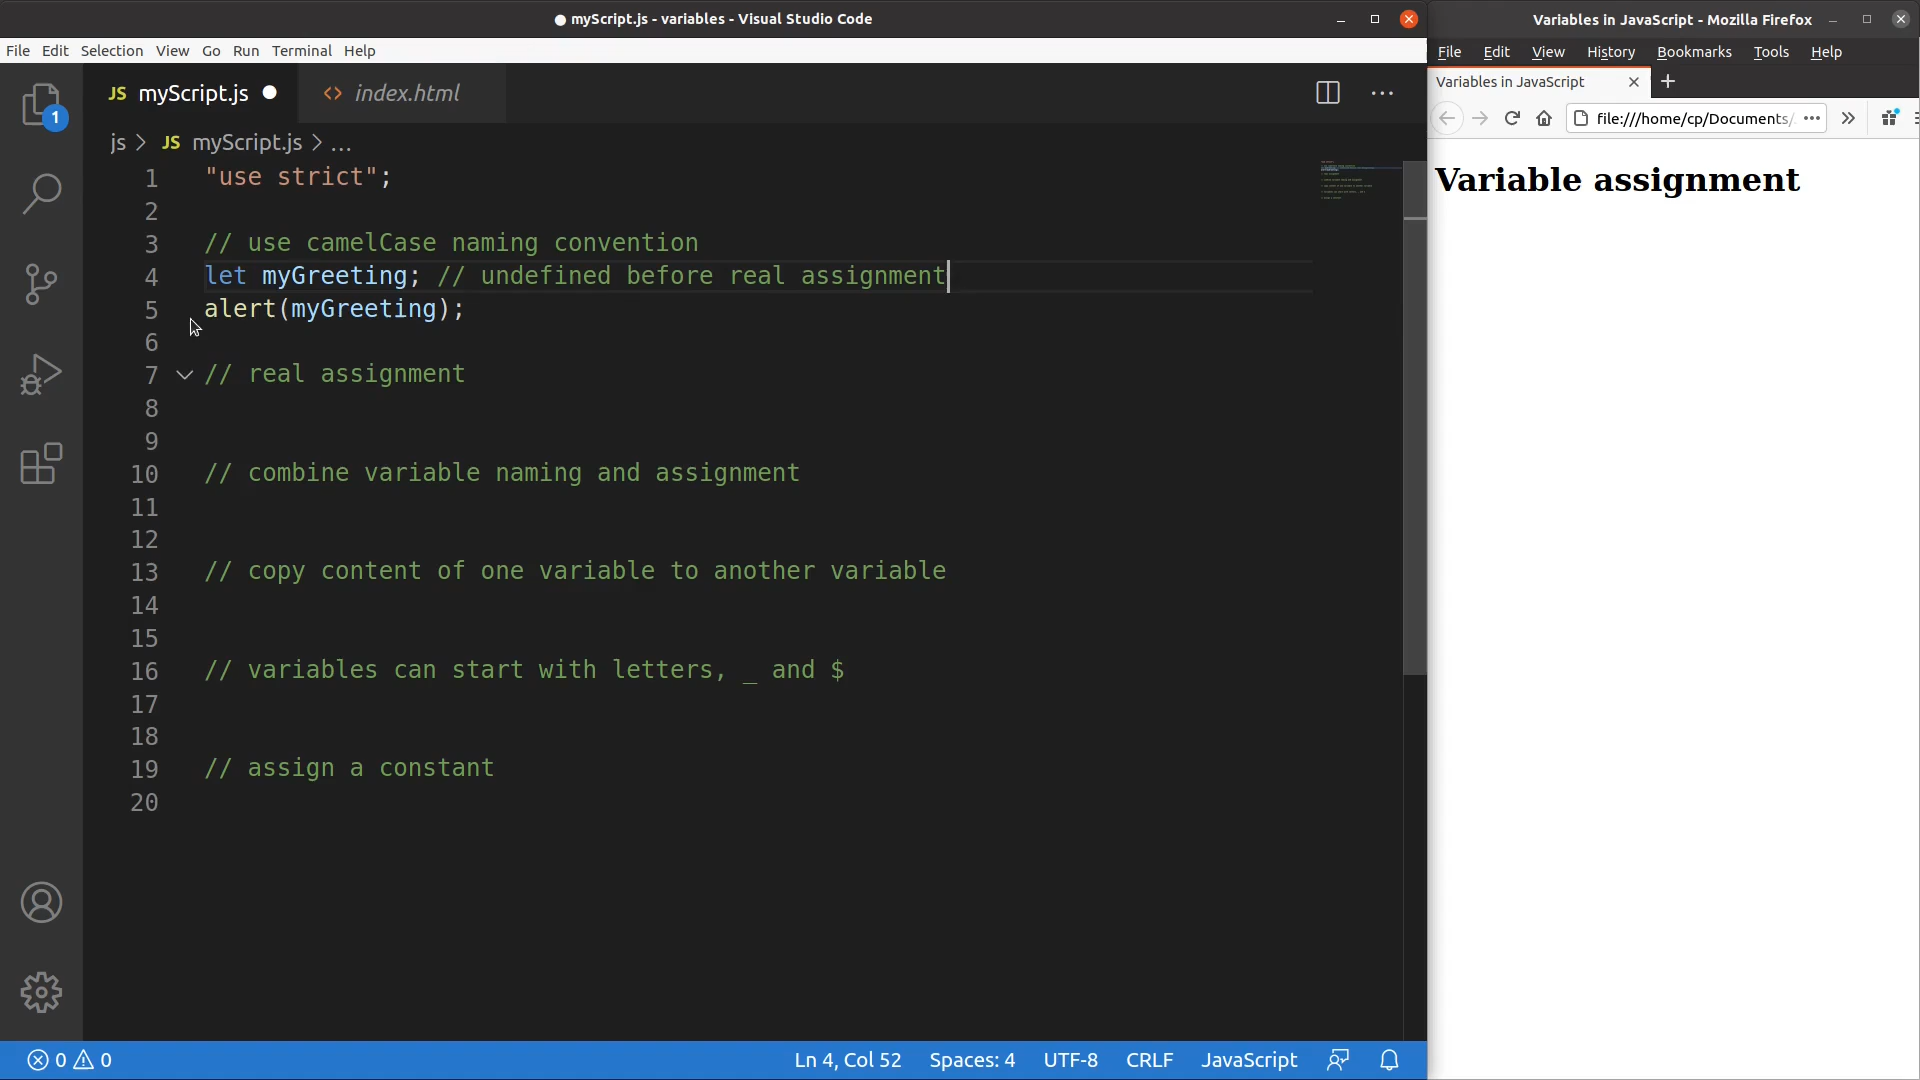 ● myScript.js - variables - Visual Studio Code
File Edit Selection View Go Run Terminal Help
JS myScript.js ● <> index.html
js > JS myScript.js > ...
1 "use strict";
2
3 // use camelCase naming convention
4 let myGreeting; // undefined before real assignment
5 alert(myGreeting);
6
7 // real assignment
8
9
10 // combine variable naming and assignment
11
12
13 // copy content of one variable to another variable
14
15
16 // variables can start with letters, _ and $
17
18
19 // assign a constant
20
1
0 0 Ln 4, Col 52 Spaces: 4 UTF-8 CRLF JavaScript
Variables in JavaScript - Mozilla Firefox
File Edit View History Bookmarks Tools Help
Variables in JavaScript
file:///home/cp/Documents/
Variable assignment